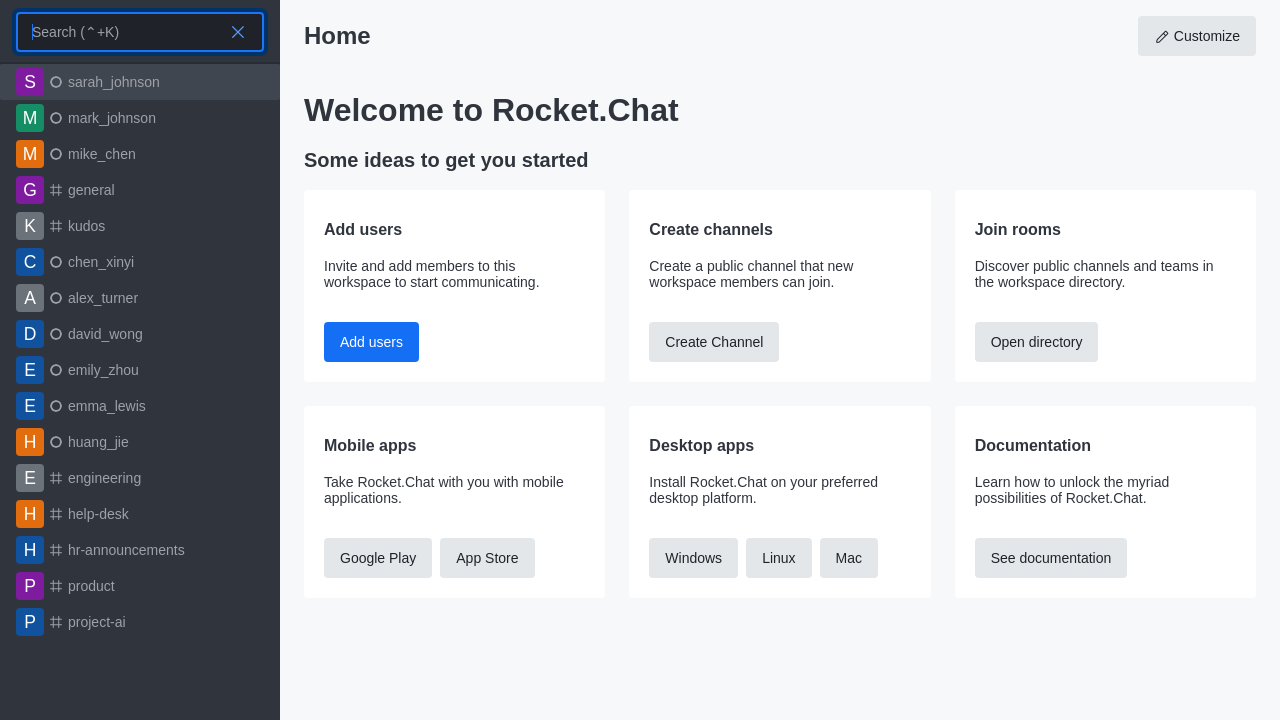 Search (⌃+K)
S sarah_johnson
M mark_johnson
M mike_chen
G general
K kudos
C chen_xinyi
A alex_turner
D david_wong
E emily_zhou
E emma_lewis
H huang_jie
E engineering
H help-desk
H hr-announcements
P product
P project-ai
Home
Customize
Welcome to Rocket.Chat
Some ideas to get you started
Add users
Invite and add members to this
workspace to start communicating.
Add users
Create channels
Create a public channel that new
workspace members can join.
Create Channel
Join rooms
Discover public channels and teams in
the workspace directory.
Open directory
Mobile apps
Take Rocket.Chat with you with mobile
applications.
Google Play App Store
Desktop apps
Install Rocket.Chat on your preferred
desktop platform.
Windows Linux Mac
Documentation
Learn how to unlock the myriad
possibilities of Rocket.Chat.
See documentation